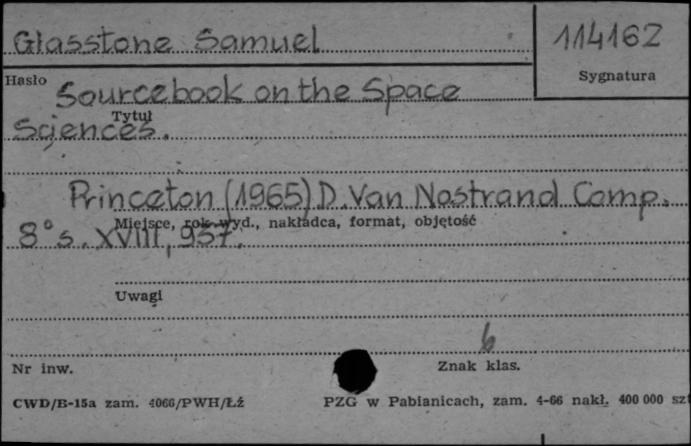 Glasstone Samuel
114162
Hasło
Sygnatura
Sourcebook on the Space
Tytuł
Sciences.
Princeton (1965) D. Van Nostrand Comp.
Miejsce, rok wyd., nakładca, format, objętość
8° s. XVIII, 937.
Uwagi
6
Nr inw.
Znak klas.
CWD/B-15a zam. 4066/PWH/Łź
PZG w Pabianicach, zam. 4-66 nakł. 400 000 szt